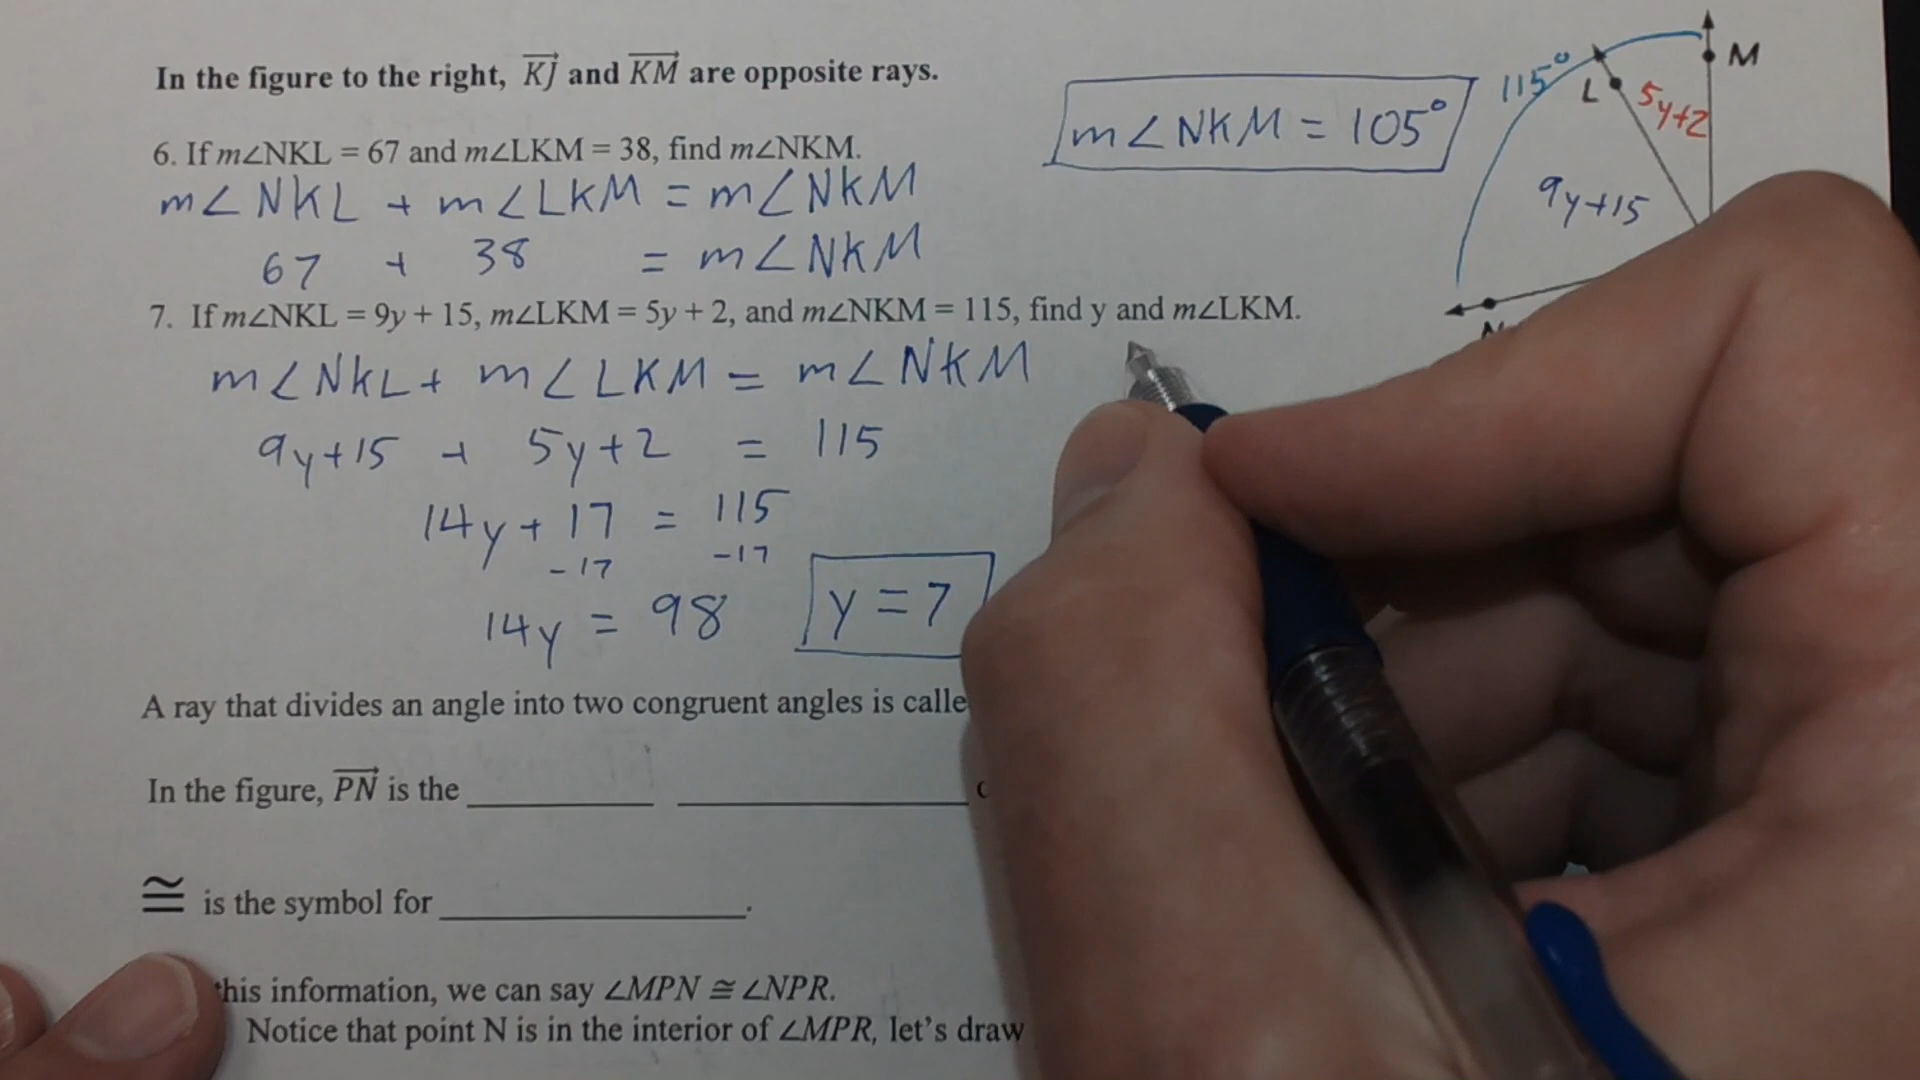 In the figure to the right, KJ and KM are opposite rays.
6. If m∠NKL = 67 and m∠LKM = 38, find m∠NKM.
m∠NKM = 105°
m∠NKL + m∠LKM = m∠NKM
67 + 38 = m∠NKM
115°
L
M
5y+2
9y+15
7. If m∠NKL = 9y + 15, m∠LKM = 5y + 2, and m∠NKM = 115, find y and m∠LKM.
m∠NKL + m∠LKM = m∠NKM
9y+15 + 5y+2 = 115
14y + 17 = 115
-17 -17
14y = 98
y = 7
A ray that divides an angle into two congruent angles is calle
In the figure, PN is the
≅ is the symbol for .
this information, we can say ∠MPN ≅ ∠NPR.
Notice that point N is in the interior of ∠MPR, let's draw